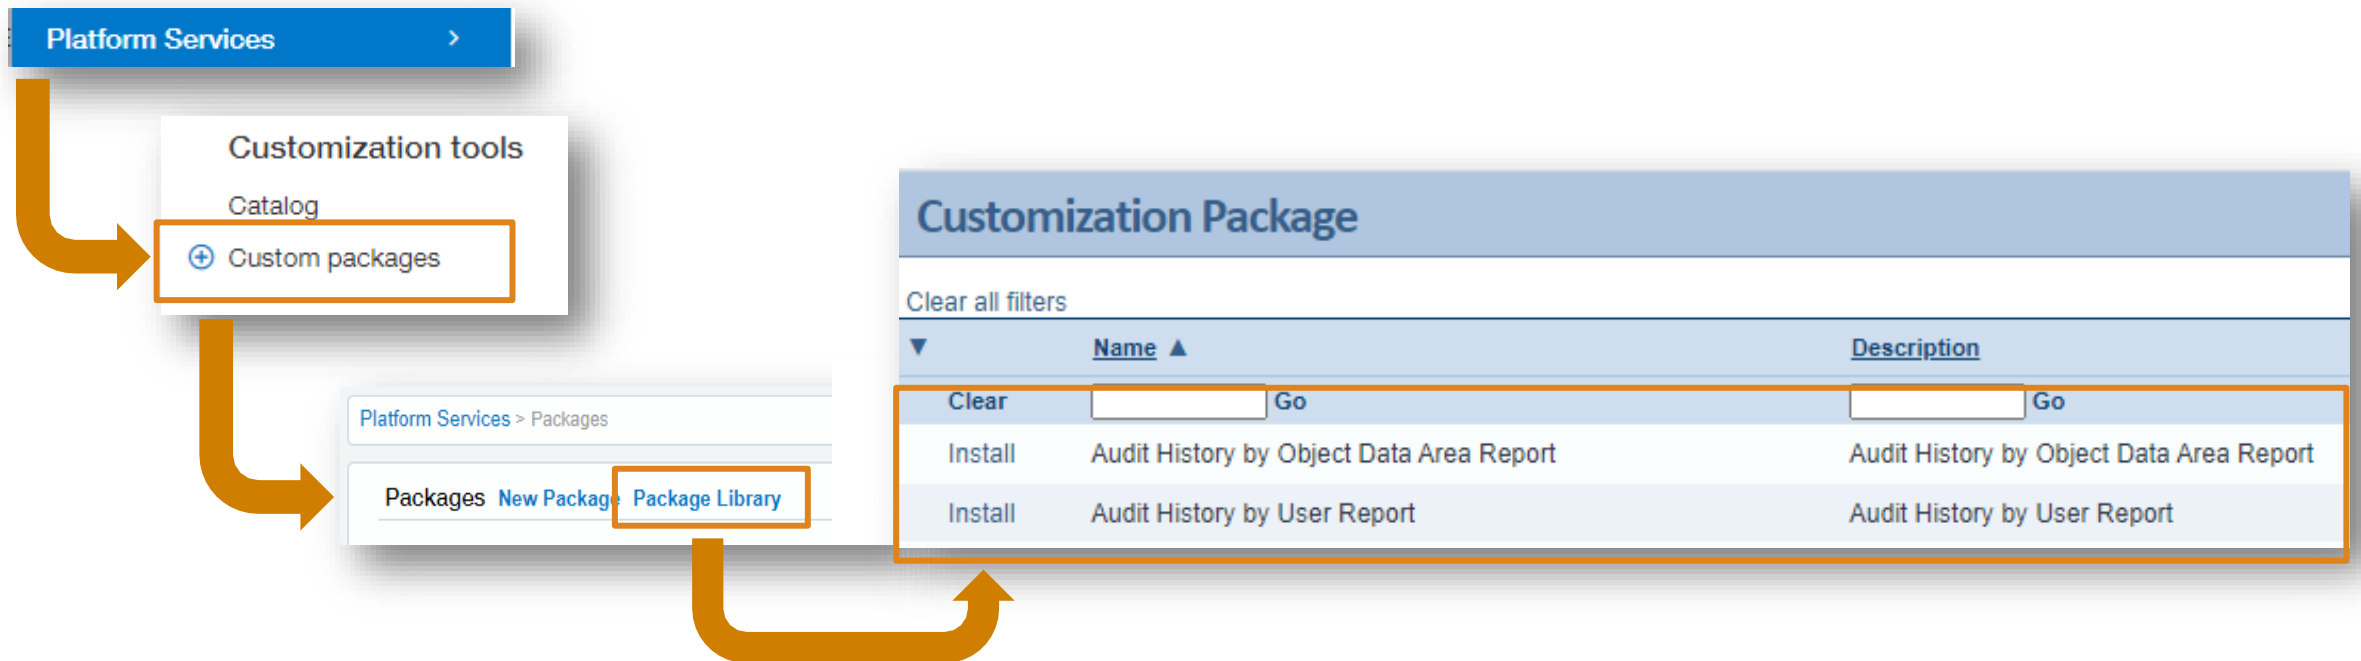 Platform Services
Customization tools
Catalog
Custom packages
Platform Services > Packages
Packages New Package Package Library
Customization Package
Clear all filters
Name Description
Clear Go Go
Install Audit History by Object Data Area Report Audit History by Object Data Area Report
Install Audit History by User Report Audit History by User Report